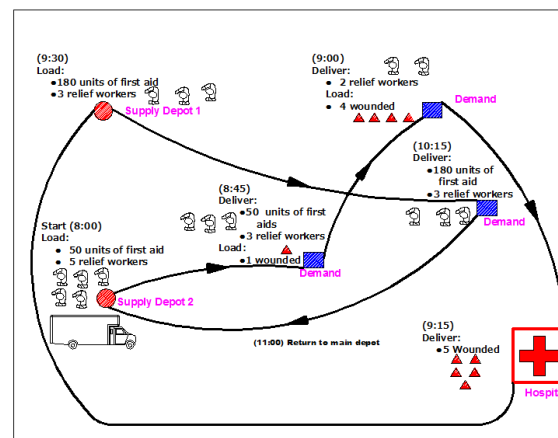 (9:30)
Load:
•180 units of first aid
•3 relief workers
Supply Depot 1
(9:00)
Deliver:
• 2 relief workers
Load:
• 4 wounded
Demand
(10:15)
Deliver:
•180 units of
first aid
•3 relief workers
Demand
(8:45)
Deliver:
•50 units of first
aids
•3 relief workers
Load:
•1 wounded
Demand
Start (8:00)
Load:
• 50 units of first aid
• 5 relief workers
Supply Depot 2
(11:00) Return to main depot
(9:15)
Deliver:
•5 Wounded
Hospit